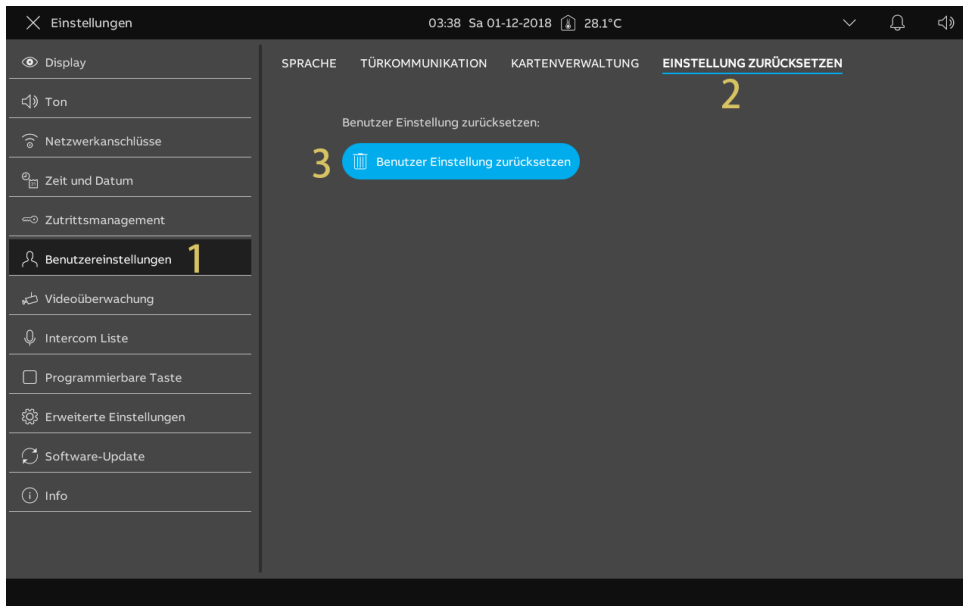 Einstellungen
03:38 Sa 01-12-2018 28.1°C
Display
Ton
Netzwerkanschlüsse
Zeit und Datum
Zutrittsmanagement
Benutzereinstellungen 1
Videoüberwachung
Intercom Liste
Programmierbare Taste
Erweiterte Einstellungen
Software-Update
Info
SPRACHE TÜRKOMMUNIKATION KARTENVERWALTUNG EINSTELLUNG ZURÜCKSETZEN
2
Benutzer Einstellung zurücksetzen:
3 Benutzer Einstellung zurücksetzen